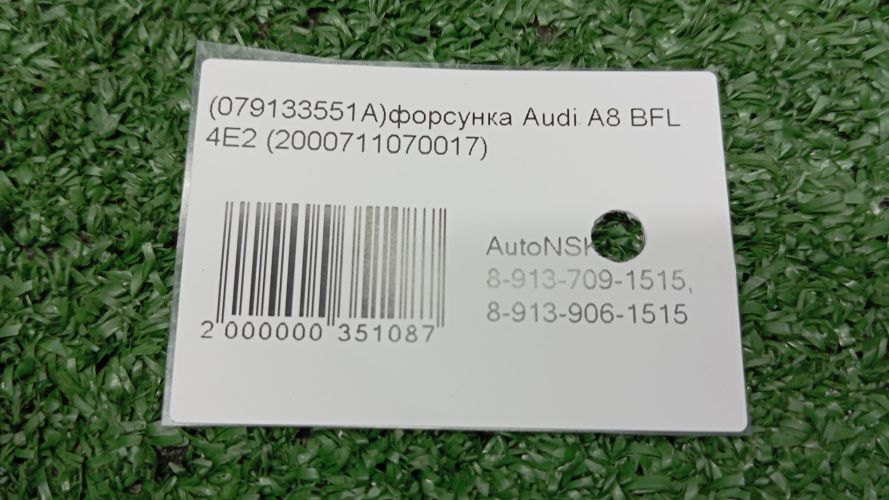 (079133551A)форсунка Audi A8 BFL
4E2 (2000711070017)
AutoNSK
8-913-709-1515,
8-913-906-1515
2 000000 351087